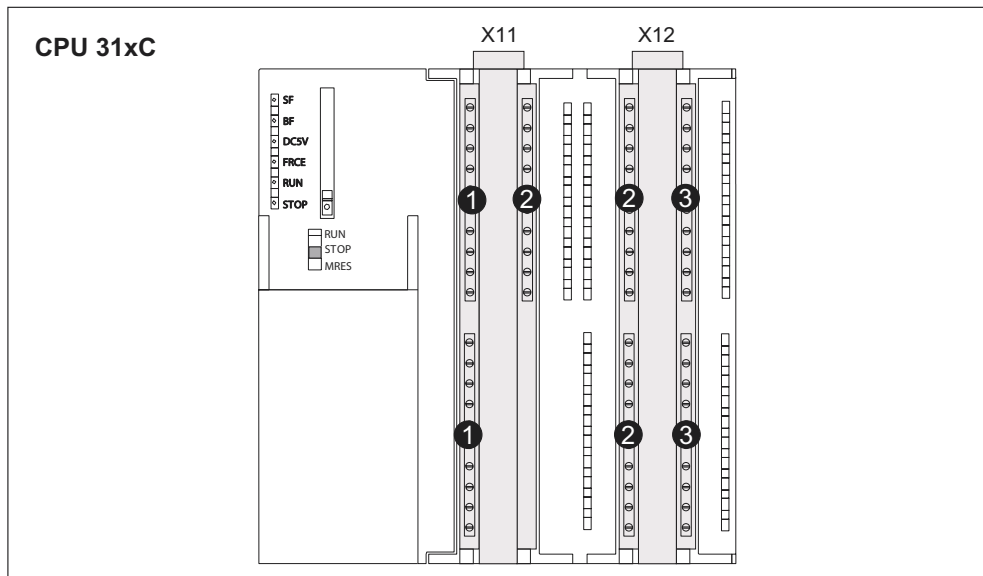 CPU 31xC
X11
X12
SF
BF
DC5V
FRCE
RUN
STOP
RUN
STOP
MRES
1
2
2
3
1
2
3